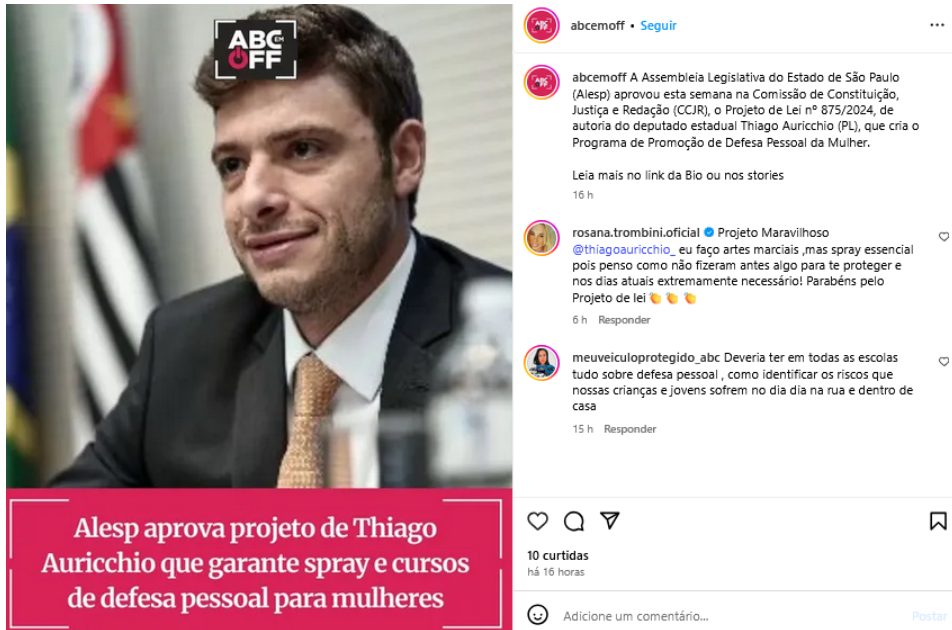 ABC EM
OFF
Alesp aprova projeto de Thiago
Auricchio que garante spray e cursos
de defesa pessoal para mulheres
abcemoff • Seguir
abcemoff A Assembleia Legislativa do Estado de São Paulo
(Alesp) aprovou esta semana na Comissão de Constituição,
Justiça e Redação (CCJR), o Projeto de Lei nº 875/2024, de
autoria do deputado estadual Thiago Auricchio (PL), que cria o
Programa de Promoção de Defesa Pessoal da Mulher.
Leia mais no link da Bio ou nos stories
16 h
rosana.trombini.oficial Projeto Maravilhoso
@thiagoauricchio_ eu faço artes marciais ,mas spray essencial
pois penso como não fizeram antes algo para te proteger e
nos dias atuais extremamente necessário! Parabéns pelo
Projeto de lei 👏 👏 👏
6 h Responder
meuveiculoprotegido_abc Deveria ter em todas as escolas
tudo sobre defesa pessoal , como identificar os riscos que
nossas crianças e jovens sofrem no dia dia na rua e dentro de
casa
15 h Responder
10 curtidas
há 16 horas
Adicione um comentário...
Postar